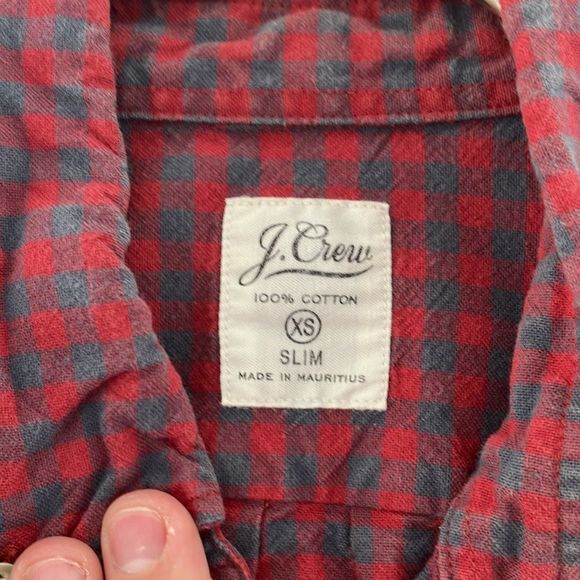 J. Crew
100% COTTON
XS
SLIM
MADE IN MAURITIUS